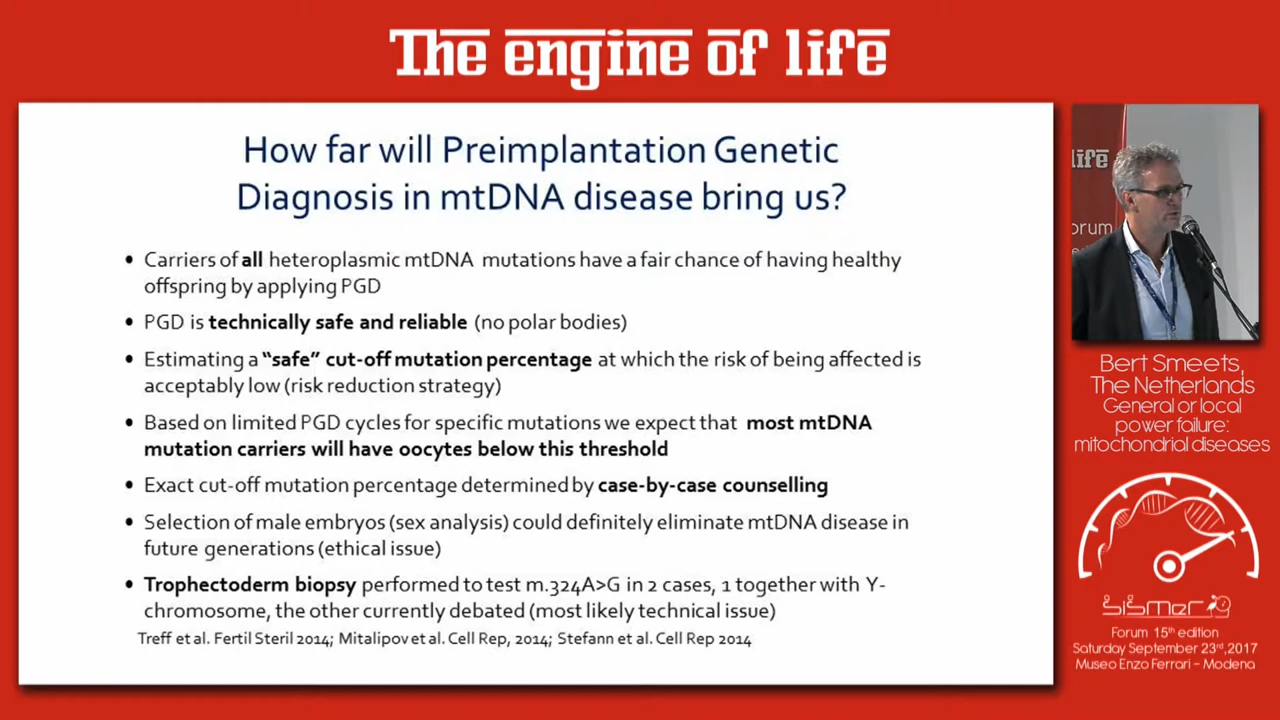 The engine of life
How far will Preimplantation Genetic
Diagnosis in mtDNA disease bring us?
• Carriers of all heteroplasmic mtDNA mutations have a fair chance of having healthy
offspring by applying PGD
• PGD is technically safe and reliable (no polar bodies)
• Estimating a "safe" cut-off mutation percentage at which the risk of being affected is
acceptably low (risk reduction strategy)
• Based on limited PGD cycles for specific mutations we expect that most mtDNA
mutation carriers will have oocytes below this threshold
• Exact cut-off mutation percentage determined by case-by-case counselling
• Selection of male embryos (sex analysis) could definitely eliminate mtDNA disease in
future generations (ethical issue)
• Trophectoderm biopsy performed to test m.324A>G in 2 cases, 1 together with Y-
chromosome, the other currently debated (most likely technical issue)
Treff et al. Fertil Steril 2014; Mitalipov et al. Cell Rep, 2014; Stefann et al. Cell Rep 2014
life
orum
Bert Smeets,
The Netherlands
General or local
power failure:
mitochondrial diseases
sismer
Forum 15th edition
Saturday September 23rd,2017
Museo Enzo Ferrari - Modena